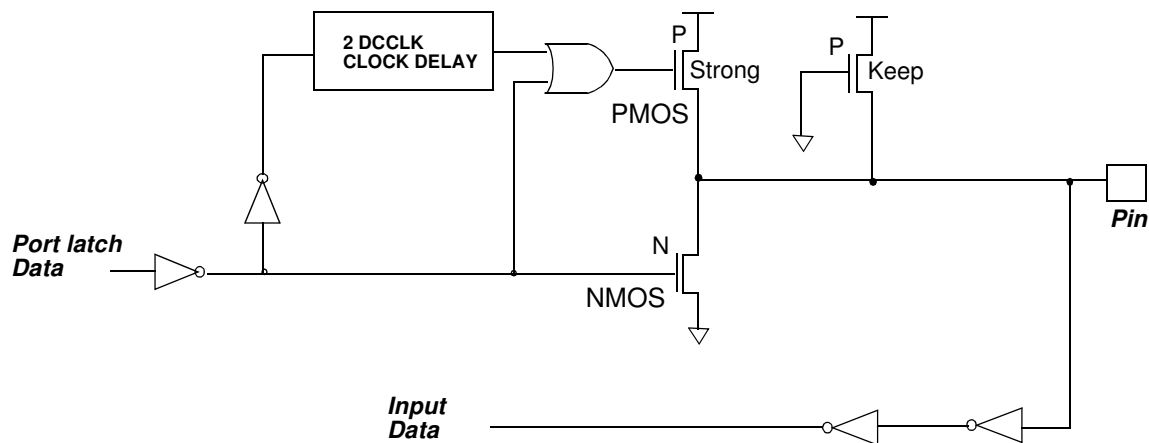 2 DCCLK
CLOCK DELAY
P
Strong
PMOS
P
Keep
Pin
Port latch
Data
N
NMOS
Input
Data